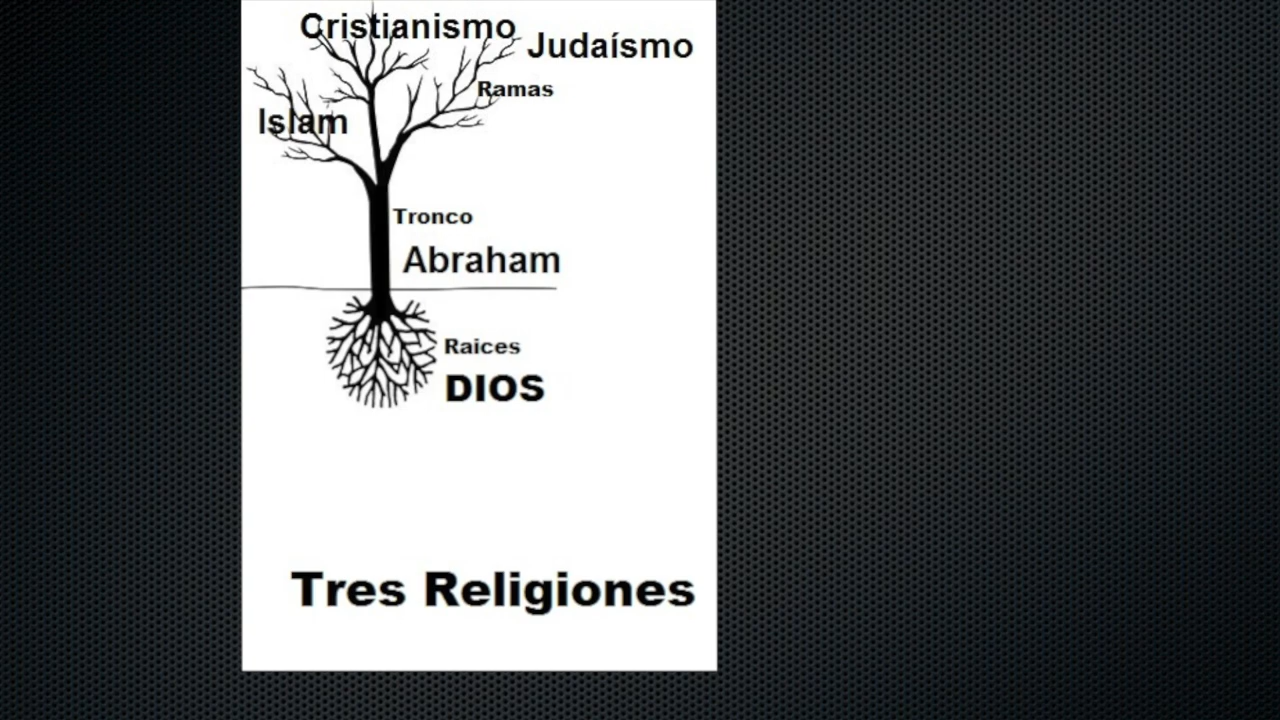 Cristianismo
Judaísmo
Ramas
Islam
Tronco
Abraham
Raices
DIOS
Tres Religiones